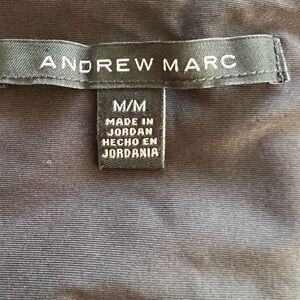 ANDREW MARC
M/M
MADE IN
JORDAN
HECHO EN
JORDANIA